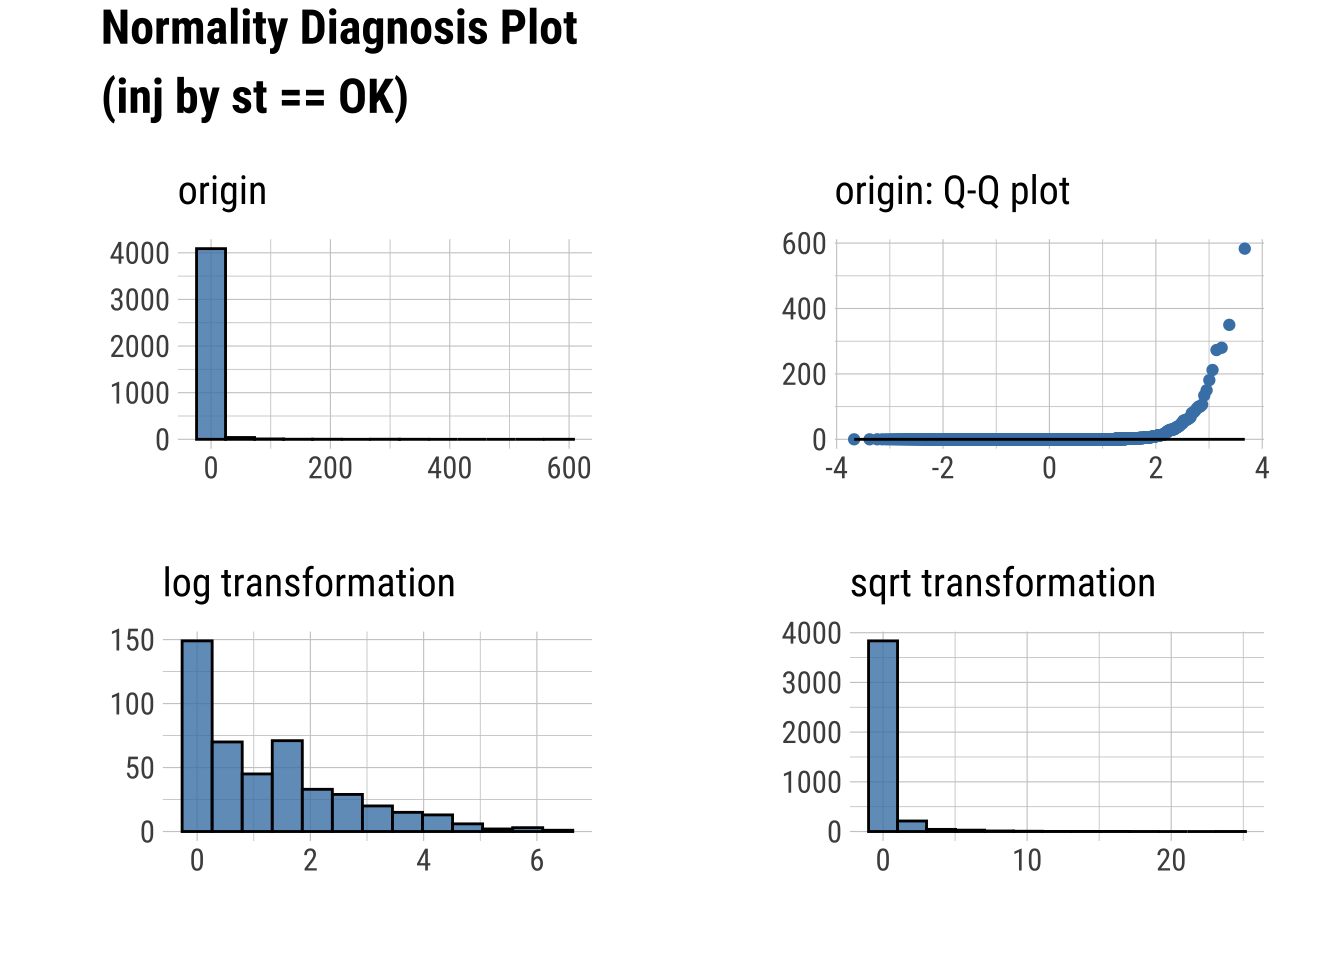 Normality Diagnosis Plot
(inj by st == OK)
origin
4000
3000
2000
1000
0
0 200 400 600
origin: Q-Q plot
600
400
200
0
-4 -2 0 2 4
log transformation
150
100
50
0
0 2 4 6
sqrt transformation
4000
3000
2000
1000
0
0 10 20